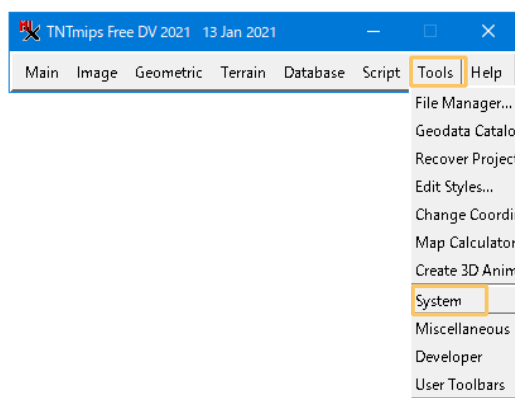 TNTmips Free DV 2021 13 Jan 2021
Main Image Geometric Terrain Database Script Tools Help
File Manager...
Geodata Catalo
Recover Project
Edit Styles...
Change Coordi
Map Calculator
Create 3D Anim
System
Miscellaneous
Developer
User Toolbars